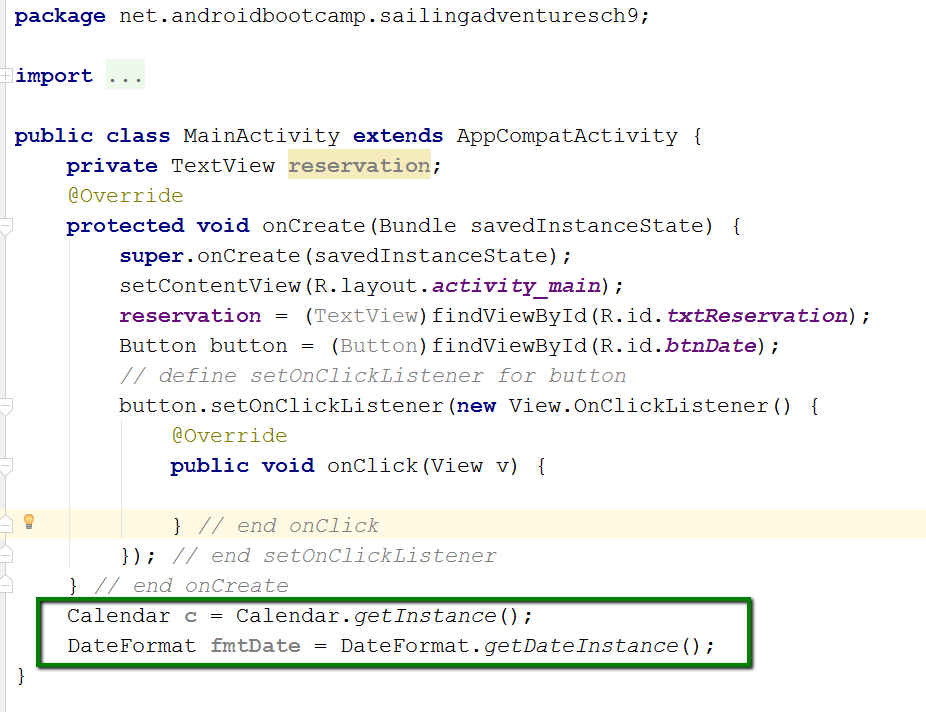 package net.androidbootcamp.sailingadventuresch9;
import ...
public class MainActivity extends AppCompatActivity {
    private TextView reservation;
    @Override
    protected void onCreate(Bundle savedInstanceState) {
        super.onCreate(savedInstanceState);
        setContentView(R.layout.activity_main);
        reservation = (TextView)findViewById(R.id.txtReservation);
        Button button = (Button)findViewById(R.id.btnDate);
        // define setOnClickListener for button
        button.setOnClickListener(new View.OnClickListener() {
            @Override
            public void onClick(View v) {
            } // end onClick
        }); // end setOnClickListener
    } // end onCreate
    Calendar c = Calendar.getInstance();
    DateFormat fmtDate = DateFormat.getDateInstance();
}